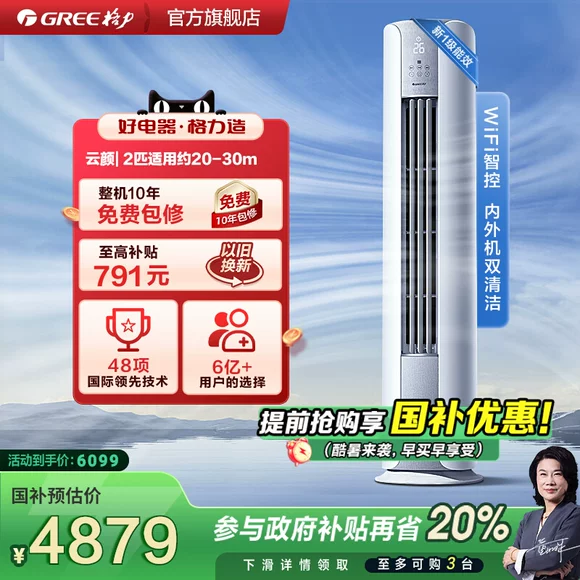 GREE 格力 官方旗舰店
新1级能效
26
WiFi智控 内外机双清洁
好电器·格力造
云颜| 2匹适用约20-30m
整机10年
免费包修
免费
10年包修
至高补贴
791元
以旧
换新
48项
国际领先技术
6亿+
用户的选择
提前抢购享 国补优惠!
(酷暑来袭,早买早享受)
活动到手价:6099
国补预估价
¥4879
参与政府补贴再省20%
下滑详情领取 至多可购3台